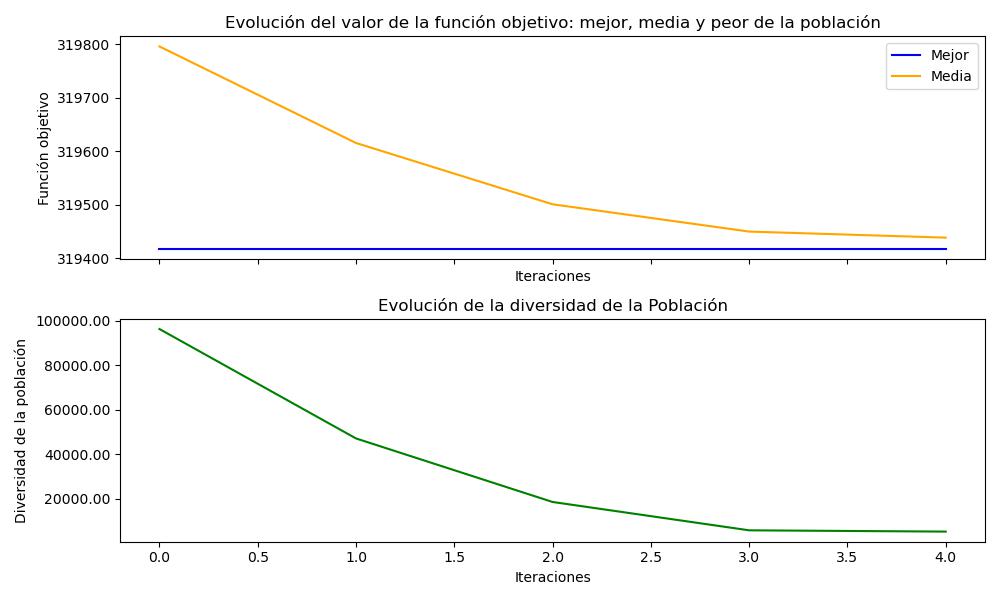 Evolución del valor de la función objetivo: mejor, media y peor de la población
319800
319700
319600
319500
319400
Función objetivo
Mejor
Media
Iteraciones
Evolución de la diversidad de la Población
100000.00
80000.00
60000.00
40000.00
20000.00
Diversidad de la población
0.0 0.5 1.0 1.5 2.0 2.5 3.0 3.5 4.0
Iteraciones